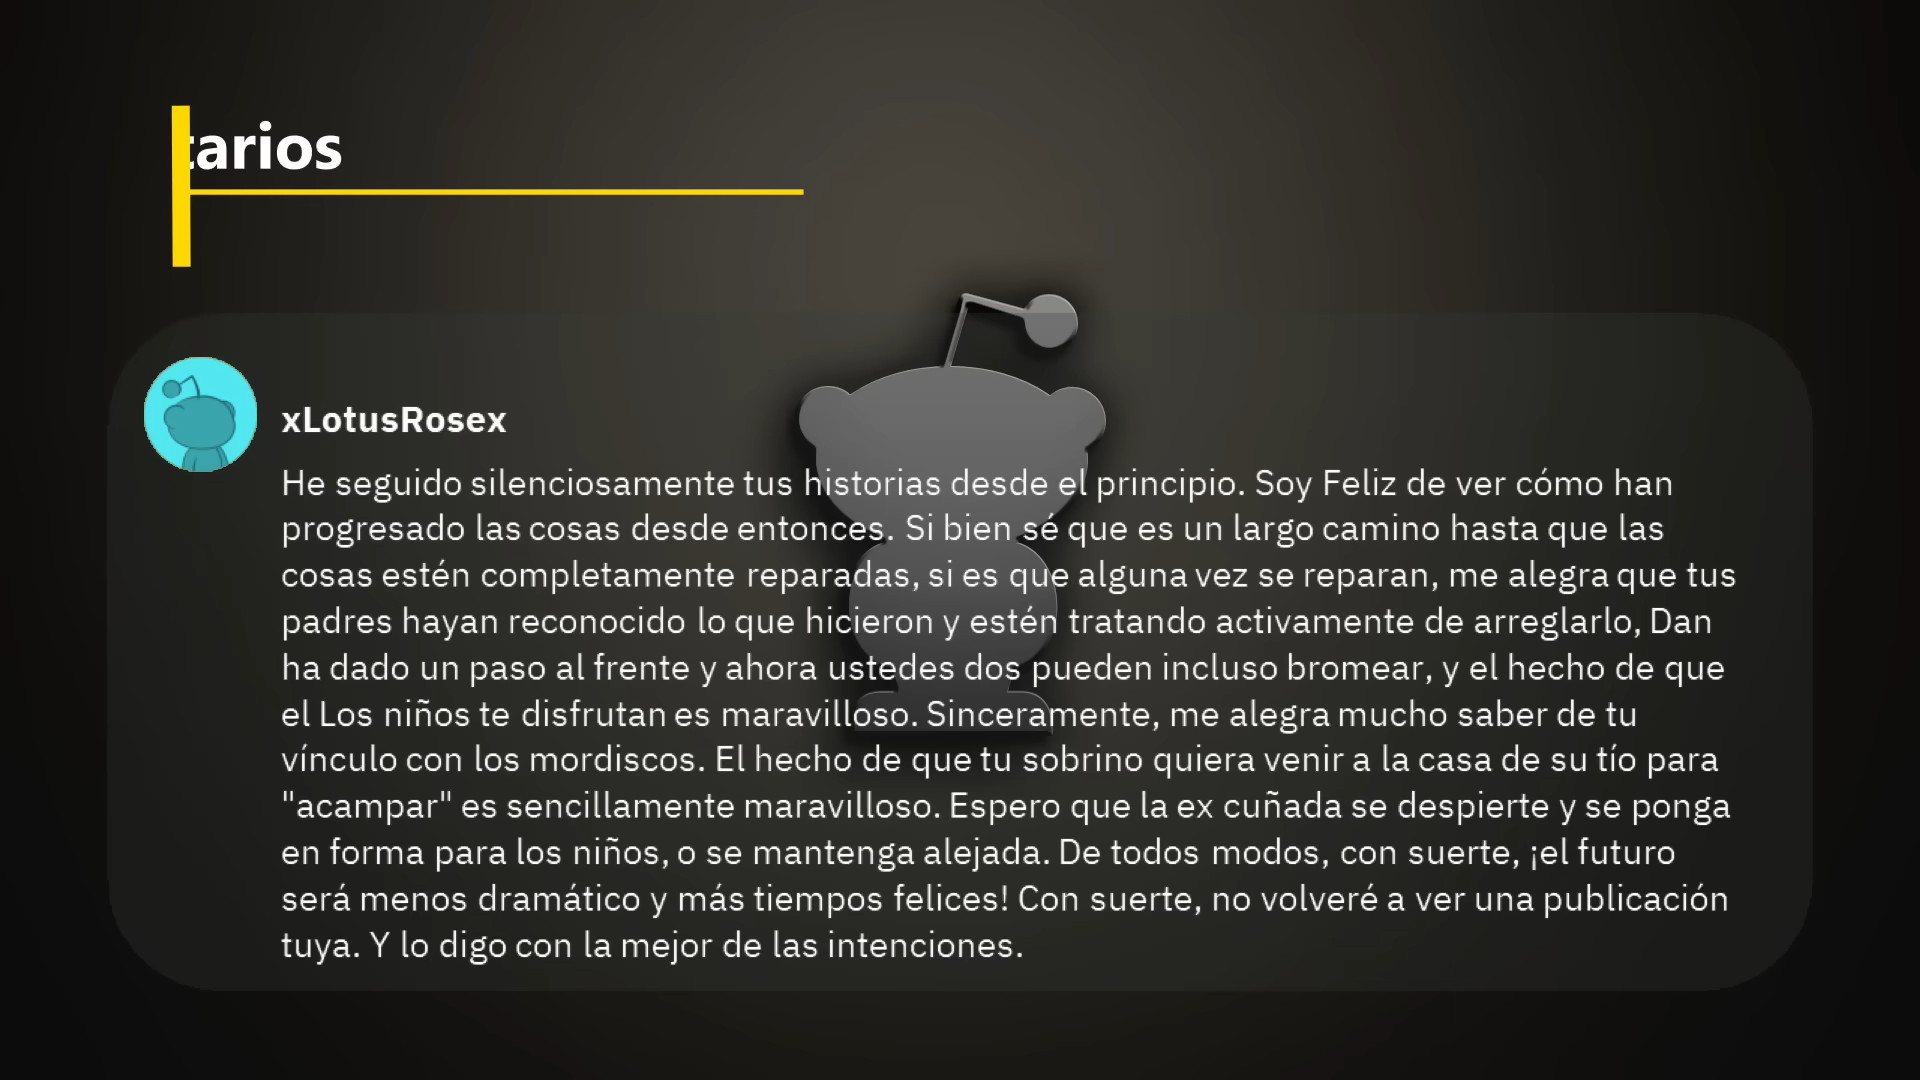 tarios
xLotusRosex
He seguido silenciosamente tus historias desde el principio. Soy Feliz de ver cómo han
progresado las cosas desde entonces. Si bien sé que es un largo camino hasta que las
cosas estén completamente reparadas, si es que alguna vez se reparan, me alegra que tus
padres hayan reconocido lo que hicieron y estén tratando activamente de arreglarlo, Dan
ha dado un paso al frente y ahora ustedes dos pueden incluso bromear, y el hecho de que
el Los niños te disfrutan es maravilloso. Sinceramente, me alegra mucho saber de tu
vínculo con los mordiscos. El hecho de que tu sobrino quiera venir a la casa de su tío para
"acampar" es sencillamente maravilloso. Espero que la ex cuñada se despierte y se ponga
en forma para los niños, o se mantenga alejada. De todos modos, con suerte, ¡el futuro
será menos dramático y más tiempos felices! Con suerte, no volveré a ver una publicación
tuya. Y lo digo con la mejor de las intenciones.